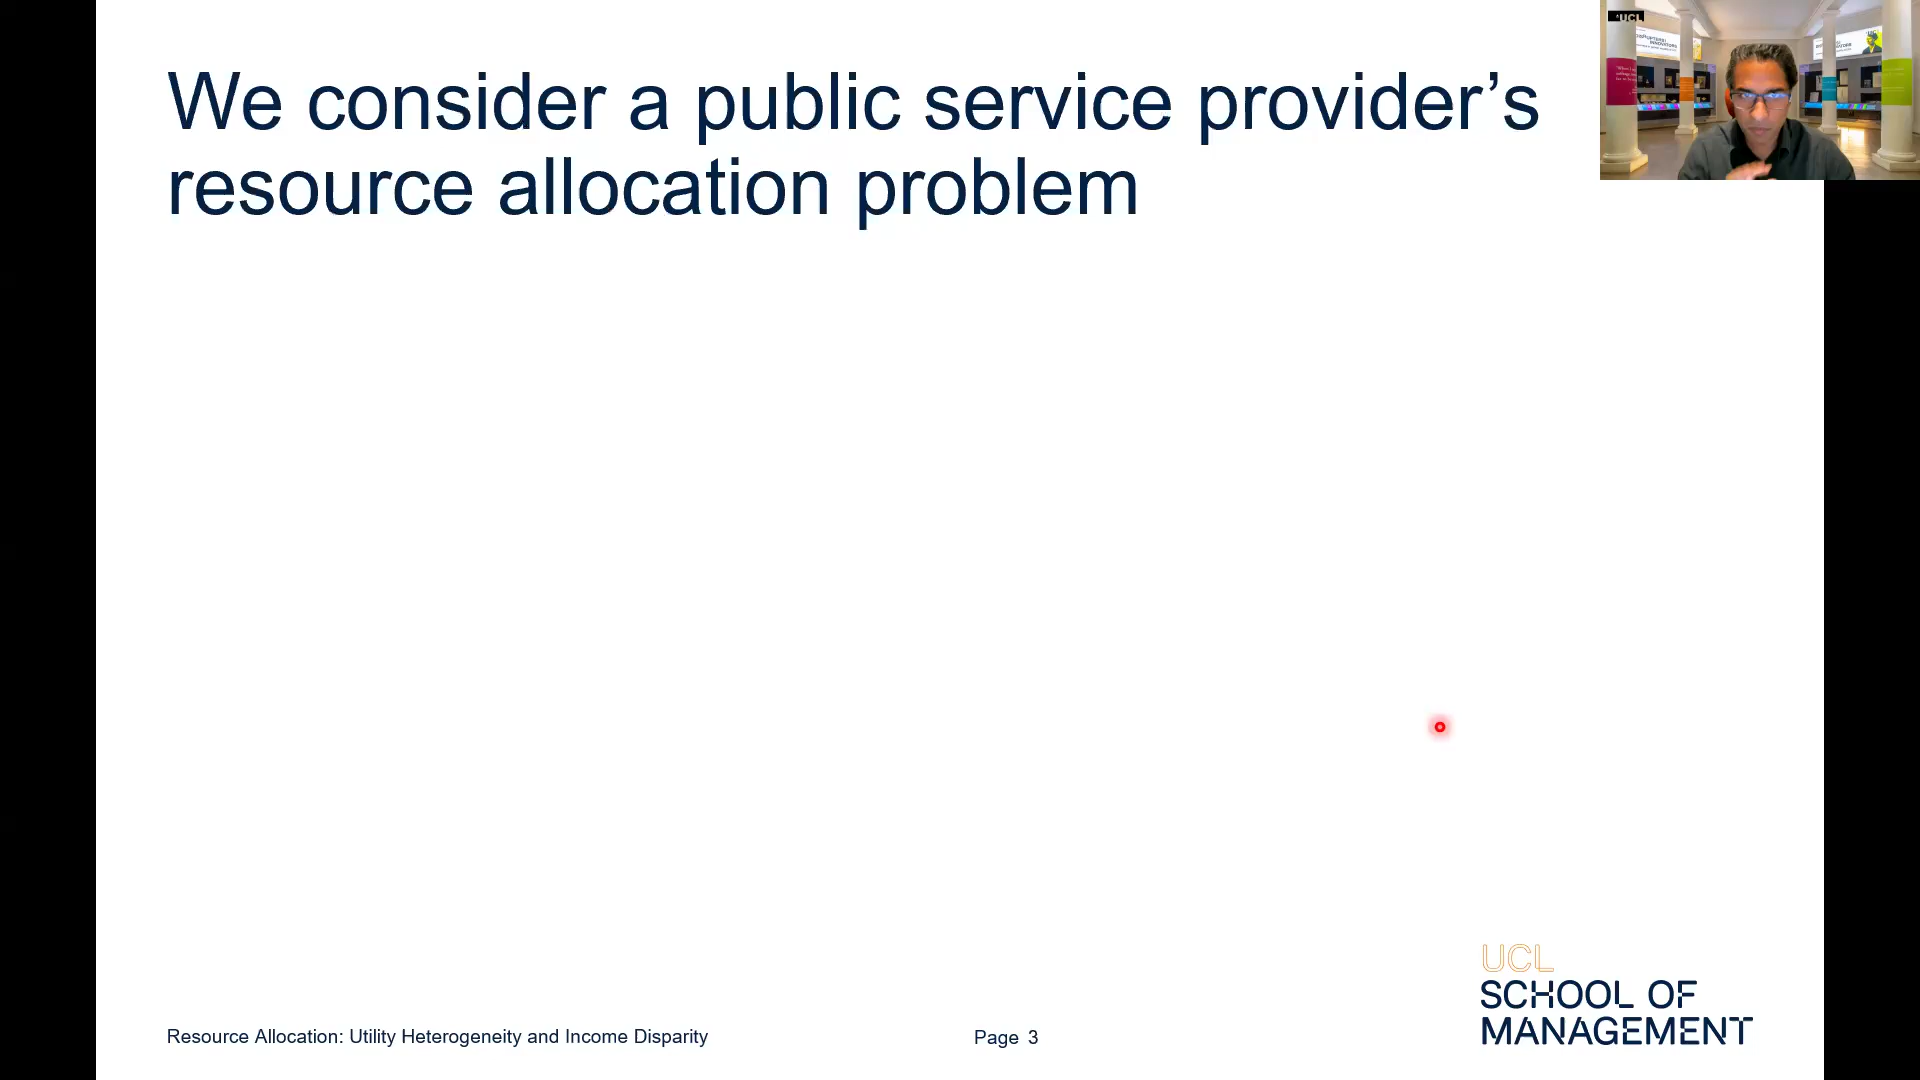 We consider a public service provider’s
resource allocation problem
UCL
Resource Allocation: Utility Heterogeneity and Income Disparity
Page 3
UCL
SCHOOL OF
MANAGEMENT